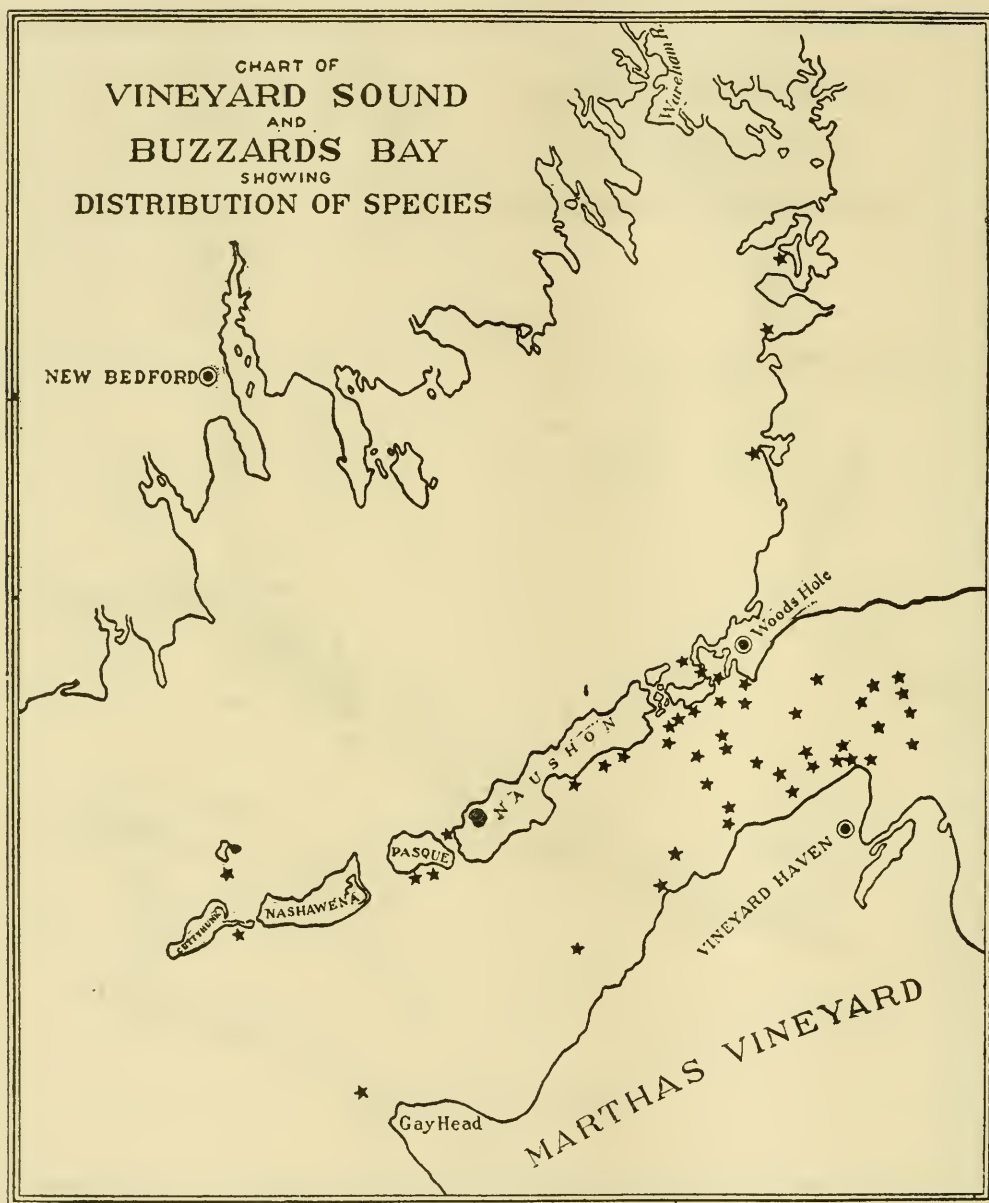 CHART OF
VINEYARD SOUND
AND
BUZZARDS BAY
SHOWING
DISTRIBUTION OF SPECIES
Wareham R.
NEW BEDFORD
Woods Hole
NAUSHON
PASQUE
NASHAWENA
CUTTYHUNK
VINEYARD HAVEN
MARTHAS VINEYARD
Gay Head